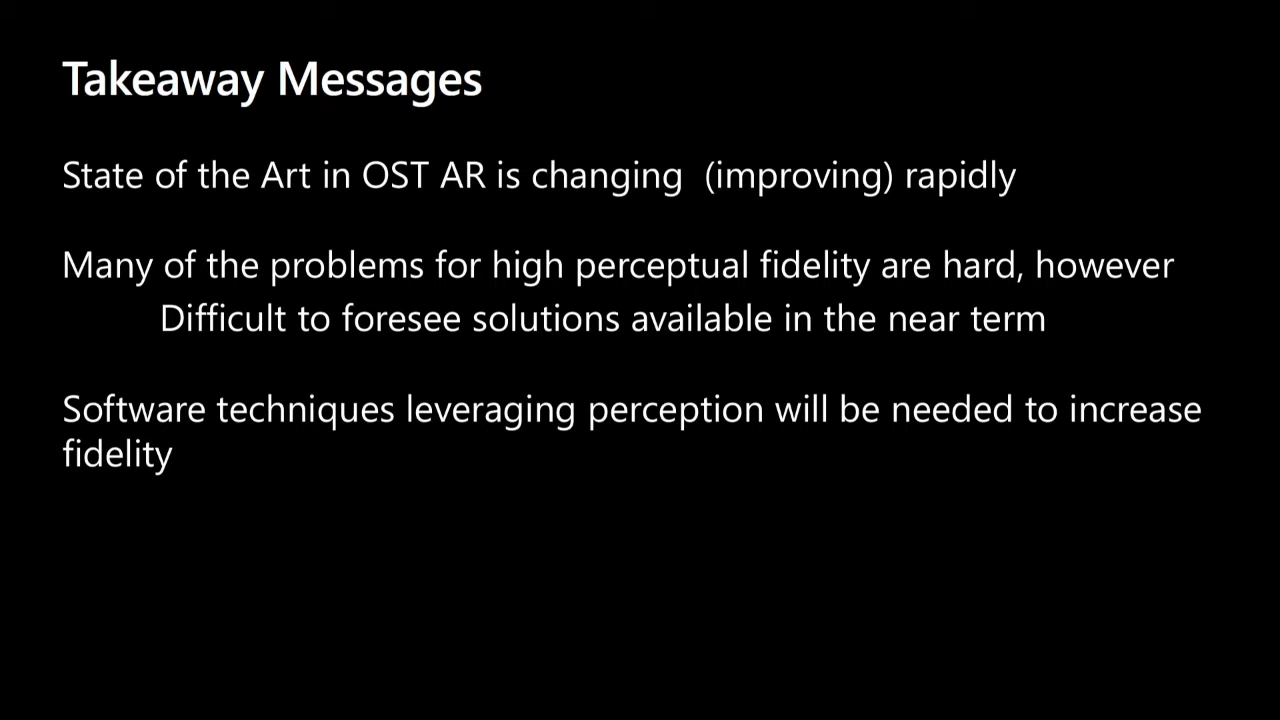 Takeaway Messages
State of the Art in OST AR is changing  (improving) rapidly
Many of the problems for high perceptual fidelity are hard, however
Difficult to foresee solutions available in the near term
Software techniques leveraging perception will be needed to increase
fidelity